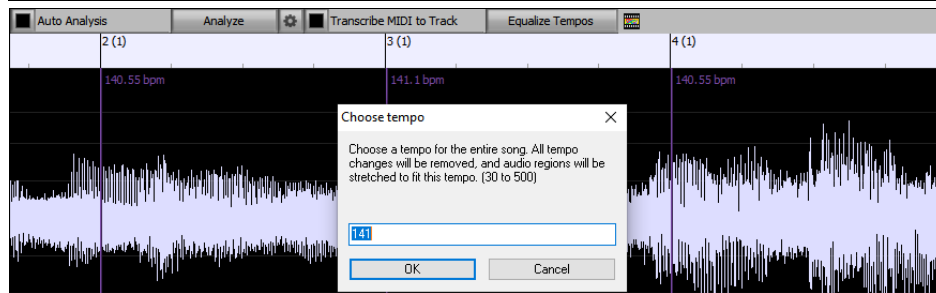 Auto Analysis Analyze Transcribe MIDI to Track Equalize Tempos
2 (1) 3 (1) 4 (1)
140.55 bpm 141.1 bpm 140.55 bpm
Choose tempo
Choose a tempo for the entire song. All tempo
changes will be removed, and audio regions will be
stretched to fit this tempo. (30 to 500)
141
OK Cancel